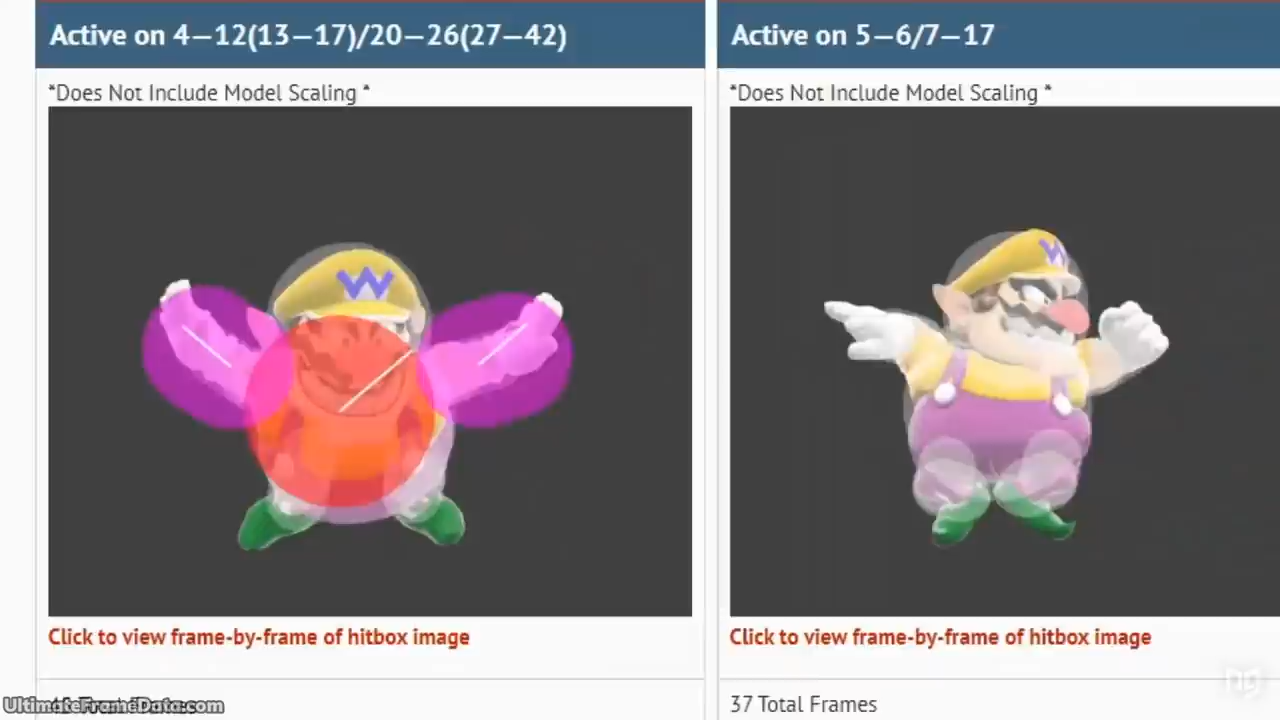 Active on 4—12(13—17)/20—26(27—42)
Active on 5—6/7—17
*Does Not Include Model Scaling *
*Does Not Include Model Scaling *
W
W
Click to view frame-by-frame of hitbox image
Click to view frame-by-frame of hitbox image
UltimateFrameData.com
37 Total Frames